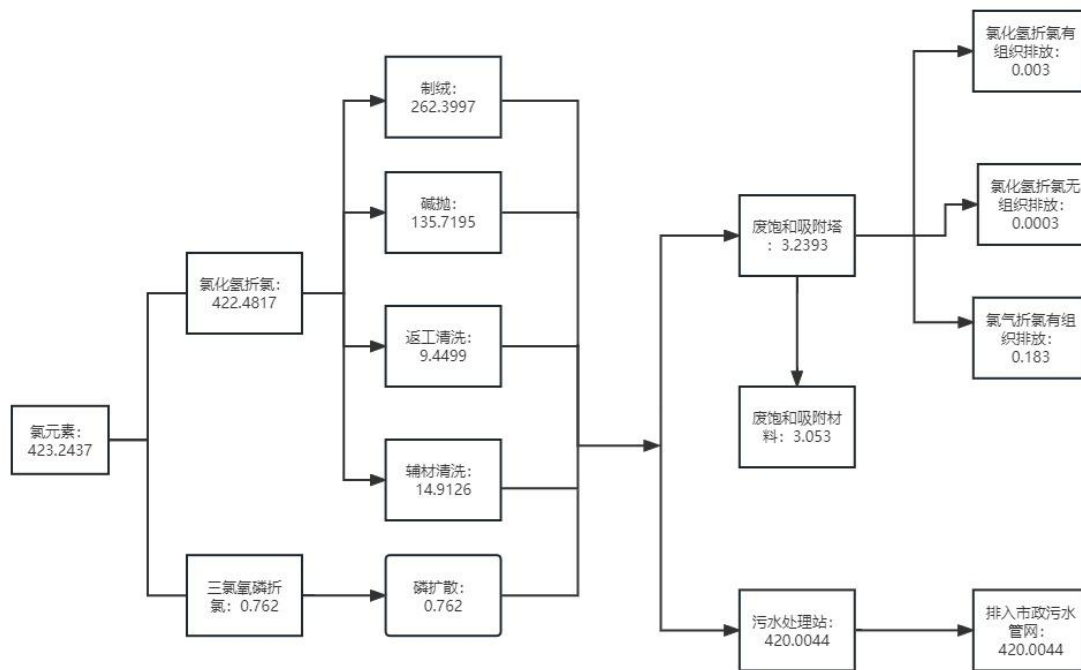 氯元素：
423.2437
氯化氢折氯：
422.4817
三氯氧磷折
氯：0.762
制绒：
262.3997
碱抛：
135.7195
返工清洗：
9.4499
辅材清洗：
14.9126
磷扩散：
0.762
废饱和吸附塔
：3.2393
废饱和吸附材
料：3.053
污水处理站：
420.0044
氯化氢折氯有
组织排放：
0.003
氯化氢折氯无
组织排放：
0.0003
氯气折氯有组
织排放：
0.183
排入市政污水
管网：
420.0044